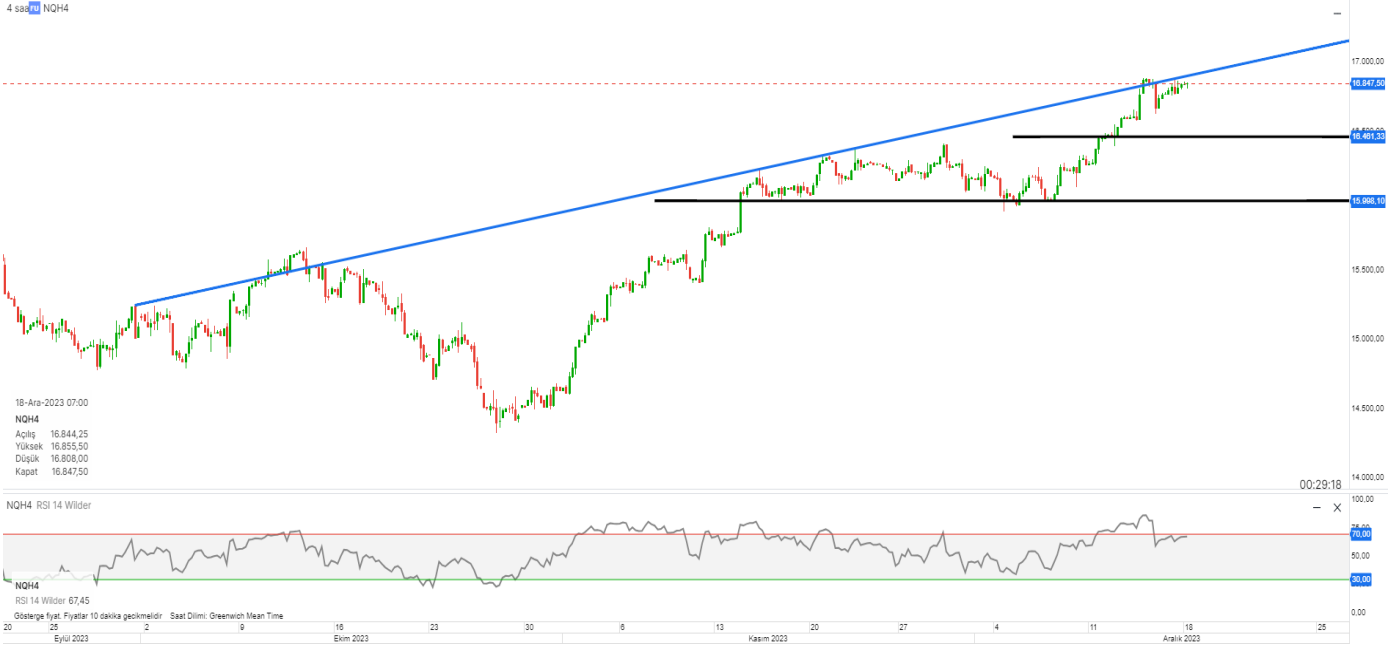 4 saa ru NQH4
17.000,00
16.847,50
16.461,33
15.998,10
15.500,00
15.000,00
14.500,00
14.000,00
18-Ara-2023 07:00
NQH4
Açılış 16.844,25
Yüksek 16.855,50
Düşük 16.808,00
Kapat 16.847,50
00:29:18
NQH4 RSI 14 Wilder
100.00
70,00
50.00
30,00
0.00
NQH4
RSI 14 Wilder 67,45
Gösterge fiyat. Fiyatlar 10 dakika gecikmelidir Saat Dilimi: Greenwich Mean Time
20 25 2 9 16 23 30 6 13 20 27 4 11 18 25
Eylül 2023 Ekim 2023 Kasım 2023 Aralık 2023